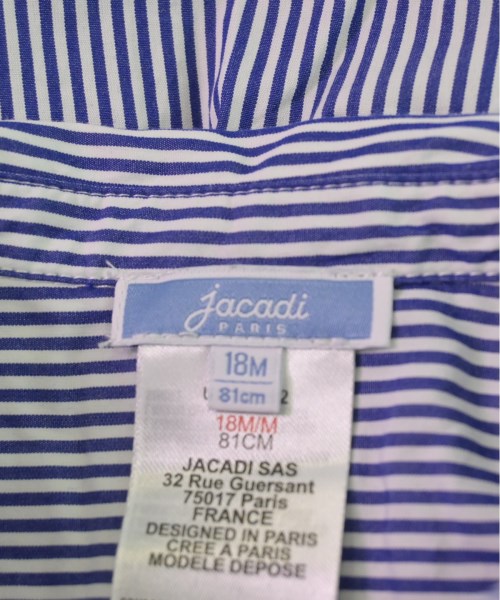 jacadi
PARIS
18M
81cm
18M/M
81CM
JACADI SAS
32 Rue Guersant
75017 Paris
FRANCE
DESIGNED IN PARIS
CREE A PARIS
MODELE DEPOSE